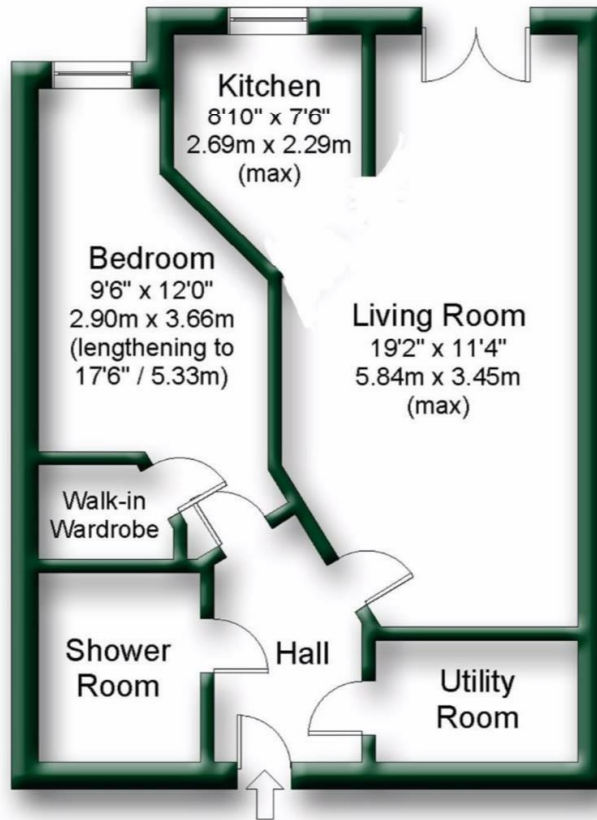 Kitchen
8'10" x 7'6"
2.69m x 2.29m
(max)
Bedroom
9'6" x 12'0"
2.90m x 3.66m
(lengthening to
17'6" / 5.33m)
Living Room
19'2" x 11'4"
5.84m x 3.45m
(max)
Walk-in
Wardrobe
Shower
Room
Hall
Utility
Room